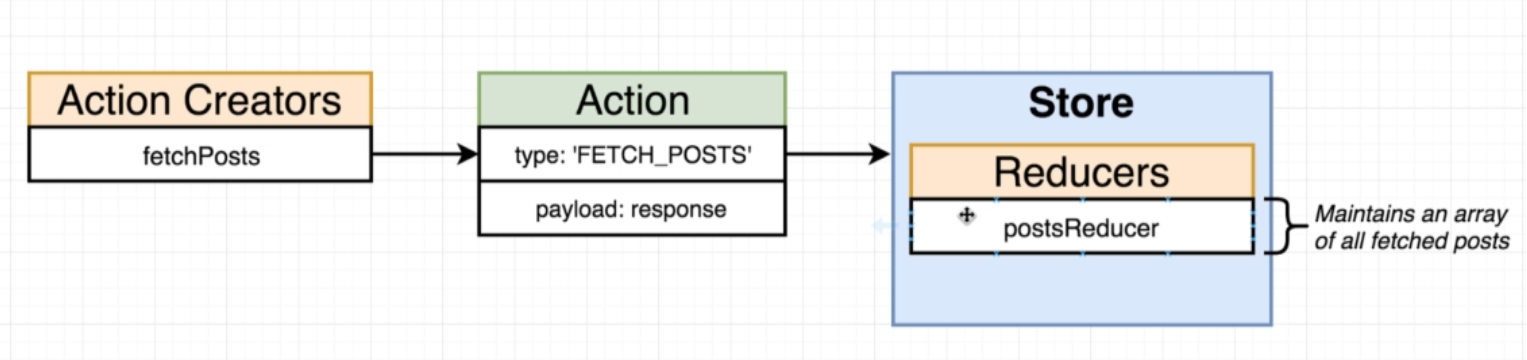 Action Creators
fetchPosts
Action
type: 'FETCH_POSTS'
payload: response
Store
Reducers
postsReducer
Maintains an array
of all fetched posts